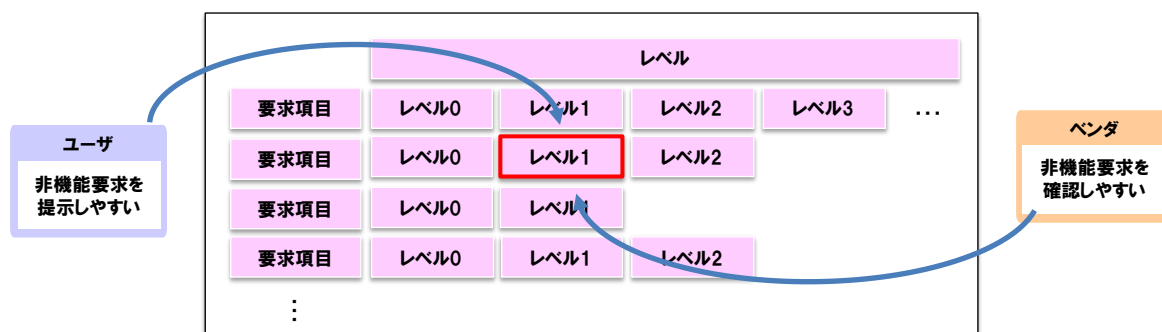 レベル
要求項目 レベル0 レベル1 レベル2 レベル3 …
要求項目 レベル0 レベル1 レベル2
要求項目 レベル0 レベル1
要求項目 レベル0 レベル1 レベル2
⋮
ユーザ
非機能要求を
提示しやすい
ベンダ
非機能要求を
確認しやすい